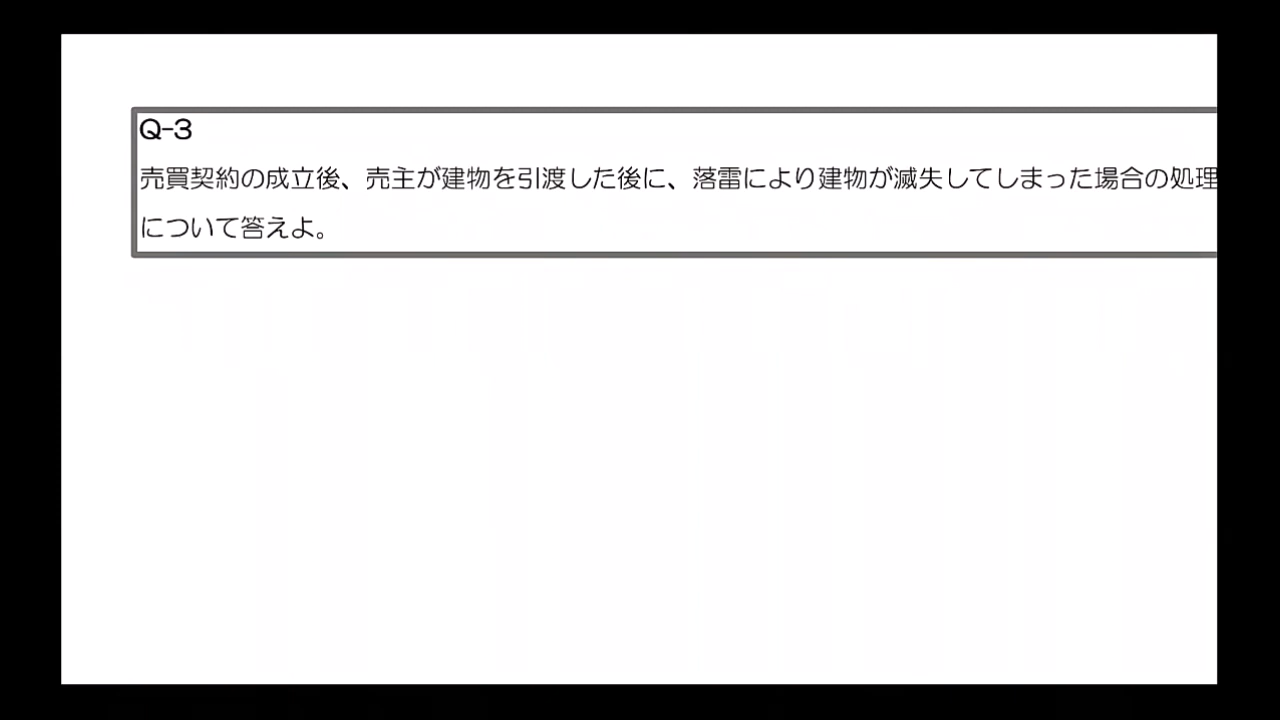 Q-3
売買契約の成立後、売主が建物を引渡した後に、落雷により建物が滅失してしまった場合の処理
について答えよ。